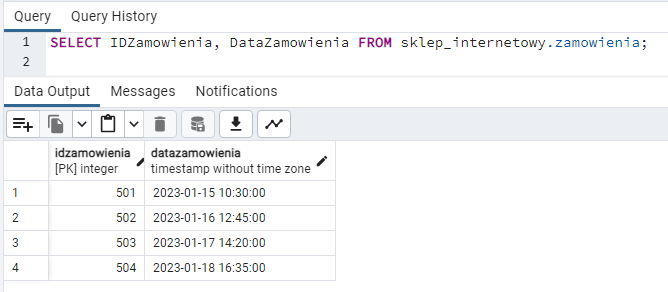 Query Query History
1 SELECT IDZamowienia, DataZamowienia FROM sklep_internetowy.zamowienia;
2
Data Output Messages Notifications
idzamowienia datazamowienia
[PK] integer timestamp without time zone
1 501 2023-01-15 10:30:00
2 502 2023-01-16 12:45:00
3 503 2023-01-17 14:20:00
4 504 2023-01-18 16:35:00